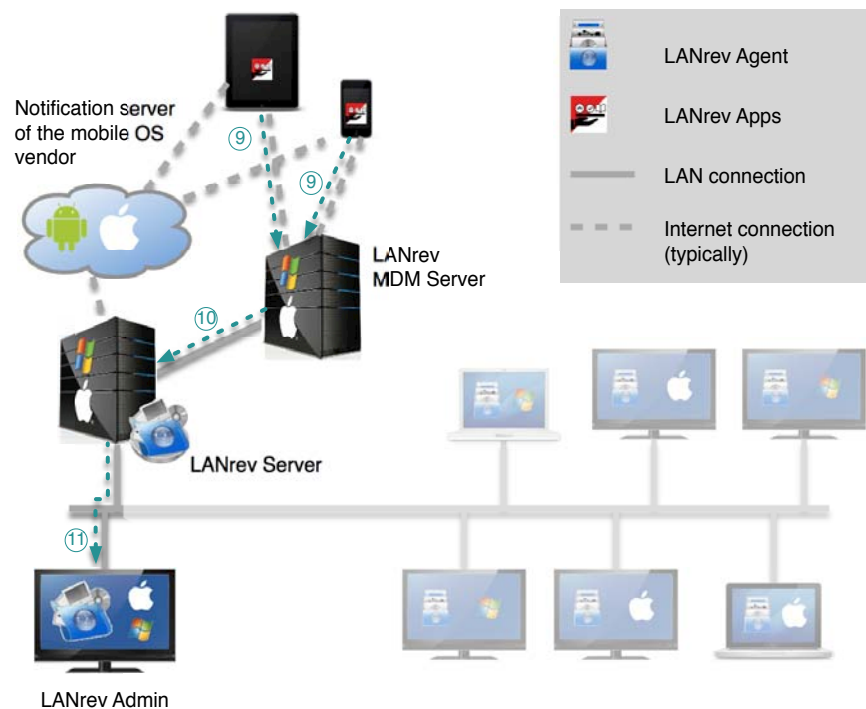 Notification server
of the mobile OS
vendor
9
9
LANrev
MDM Server
10
LANrev Server
11
LANrev Admin
LANrev Agent
LANrev Apps
LAN connection
Internet connection
(typically)